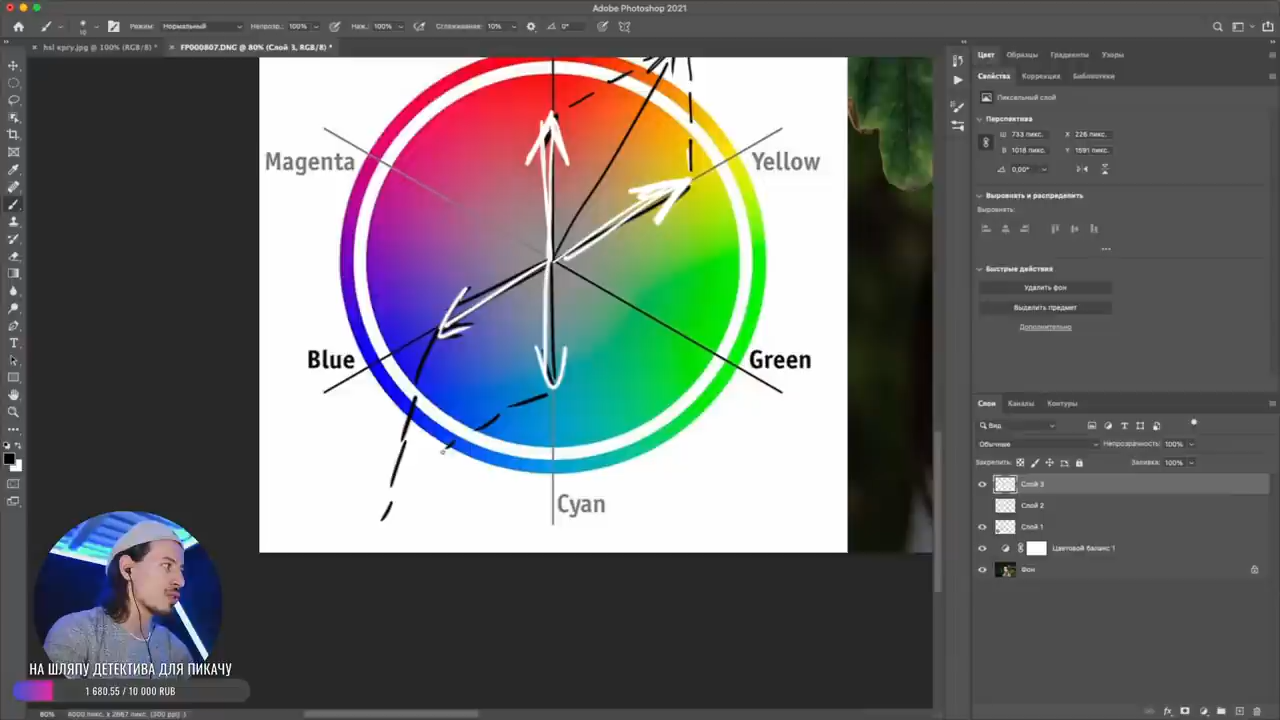 Adobe Photoshop 2021
Режим: Нормальный Непрозр.: 100% Наж.: 100% Сглаживание: 10% 0°
hsl кргу.jpg @ 100% (RGB/8) *
FP000807.DNG @ 80% (Слой 3, RGB/8) *
Magenta
Yellow
Blue
Green
Cyan
Цвет Образцы Градиенты Узоры
Свойства Коррекция Библиотеки
Пиксельный слой
Перспектива
Ш 733 пикс. X 226 пикс.
В 1018 пикс. Y 1591 пикс.
0,00°
Выровнять и распределить
Выровнять:
Быстрые действия
Удалить фон
Выделить предмет
Дополнительно
Слои Каналы Контуры
Вид
Обычные Непрозрачность: 100%
Закрепить: Заливка: 100%
Слой 3
Слой 2
Слой 1
Цветовой баланс 1
Фон
НА ШЛЯПУ ДЕТЕКТИВА ДЛЯ ПИКАЧУ
1 680.55 / 10 000 RUB
80% 4000 пикс. x 2667 пикс. (300 ppi)